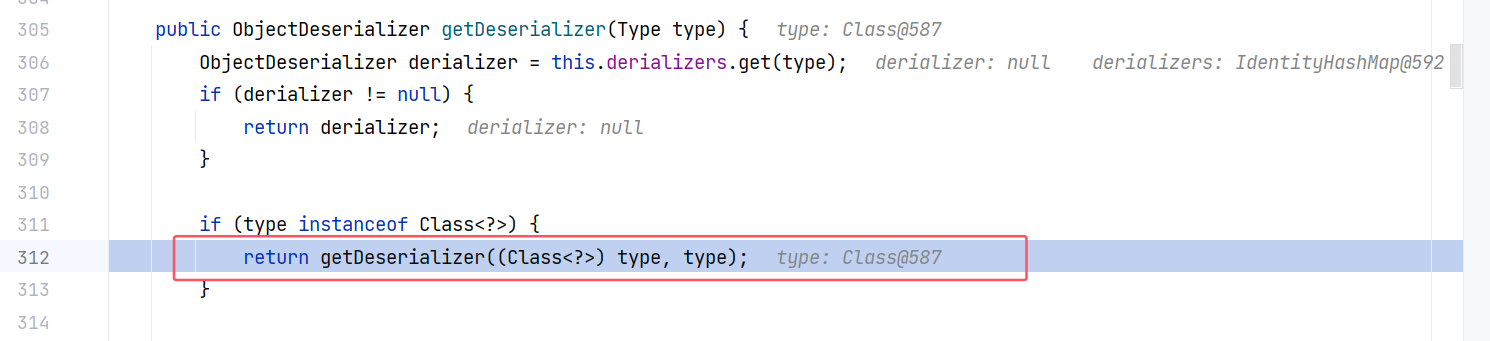 305 public ObjectDeserializer getDeserializer(Type type) { type: Class@587
306 ObjectDeserializer derializer = this.derializers.get(type); derializer: null derializers: IdentityHashMap@592
307 if (derializer != null) {
308 return derializer; derializer: null
309 }
310
311 if (type instanceof Class<?>) {
312 return getDeserializer((Class<?>) type, type); type: Class@587
313 }
314